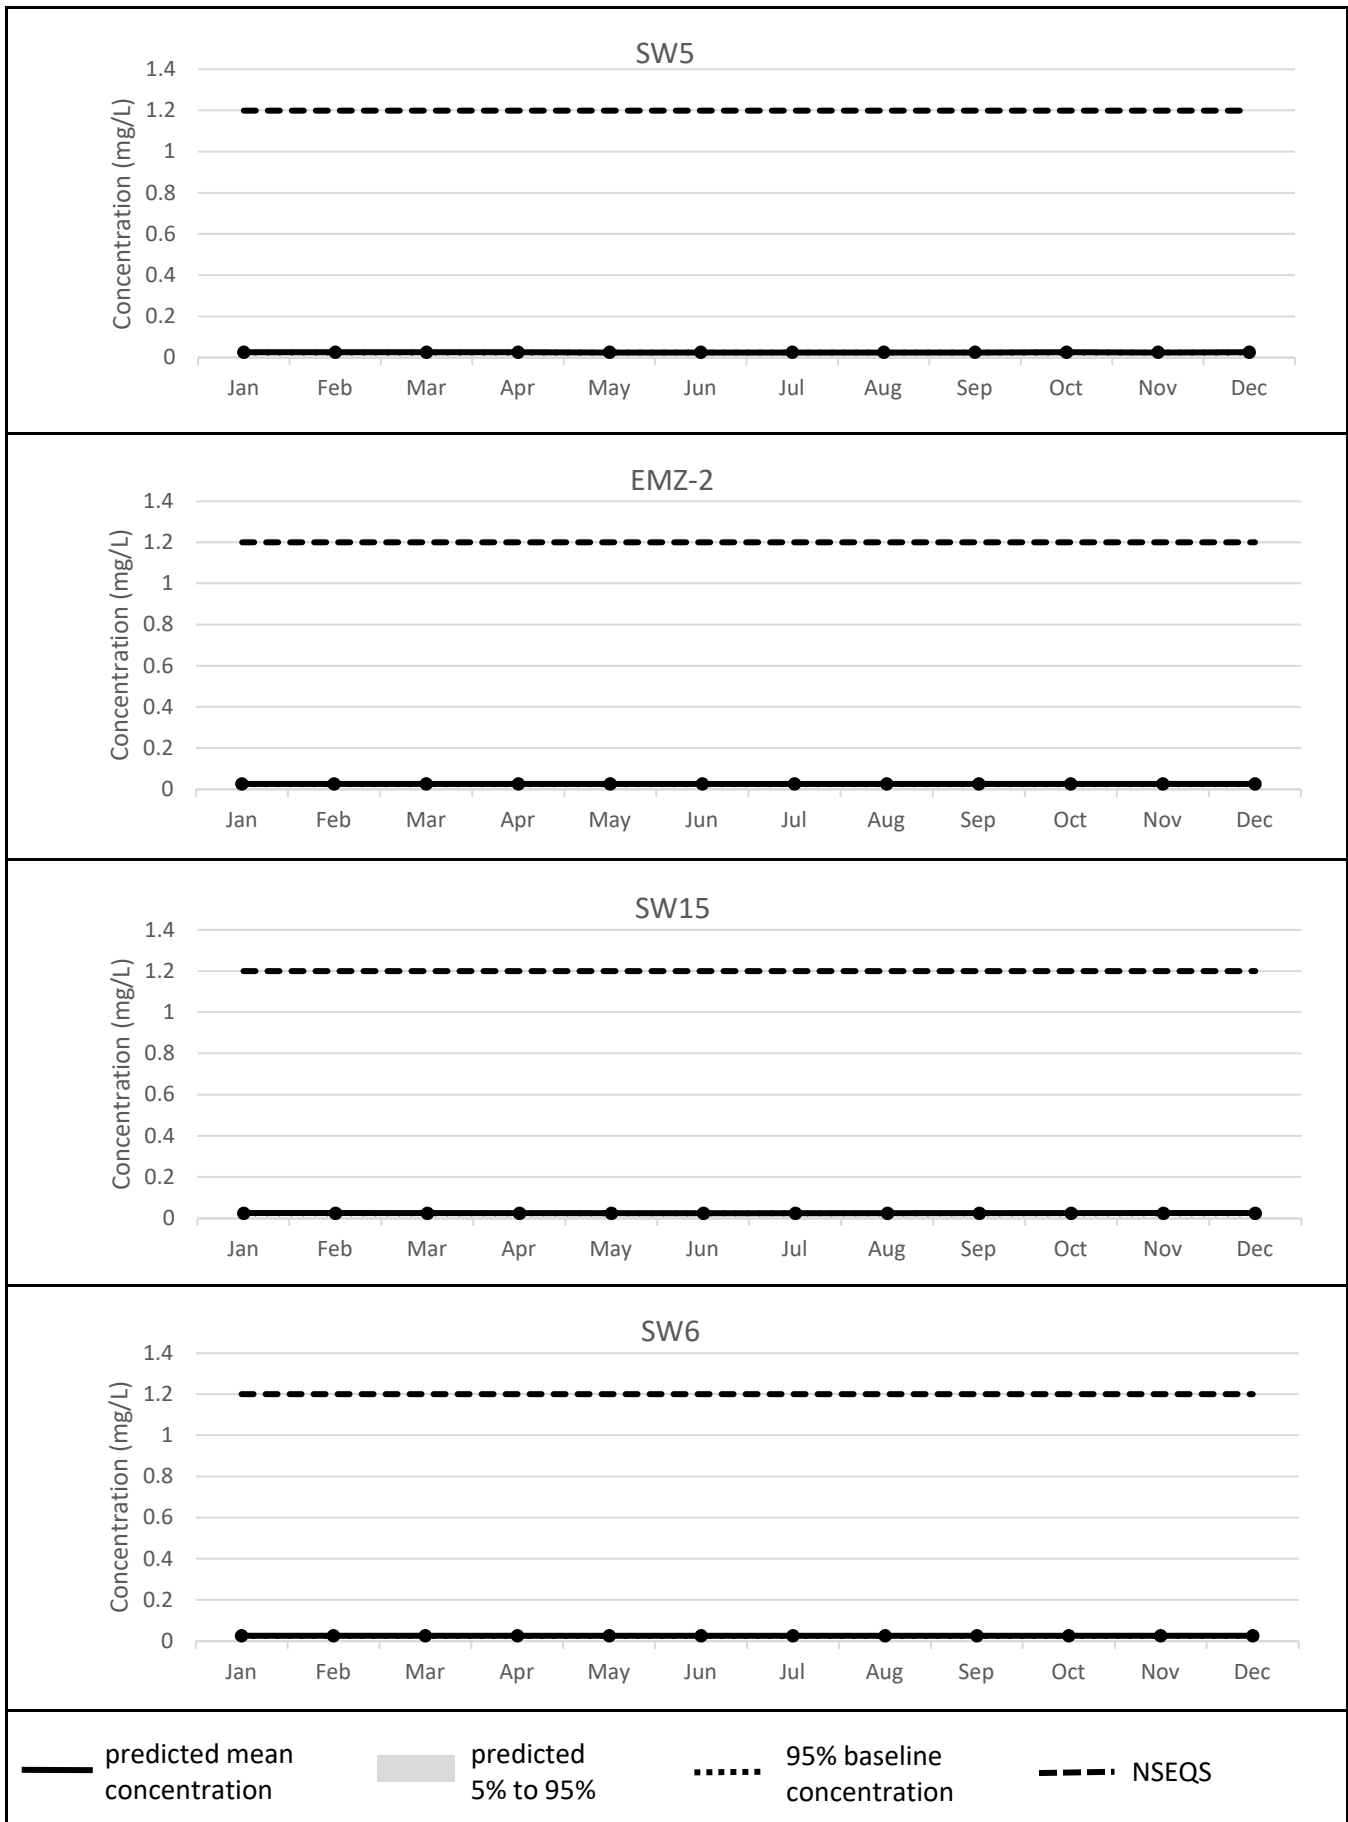 SW5
1.4
1.2
1
0.8
0.6
0.4
0.2
0
Concentration (mg/L)
Jan Feb Mar Apr May Jun Jul Aug Sep Oct Nov Dec
EMZ-2
1.4
1.2
1
0.8
0.6
0.4
0.2
0
Concentration (mg/L)
Jan Feb Mar Apr May Jun Jul Aug Sep Oct Nov Dec
SW15
1.4
1.2
1
0.8
0.6
0.4
0.2
0
Concentration (mg/L)
Jan Feb Mar Apr May Jun Jul Aug Sep Oct Nov Dec
SW6
1.4
1.2
1
0.8
0.6
0.4
0.2
0
Concentration (mg/L)
Jan Feb Mar Apr May Jun Jul Aug Sep Oct Nov Dec
predicted mean
concentration
predicted
5% to 95%
95% baseline
concentration
NSEQS